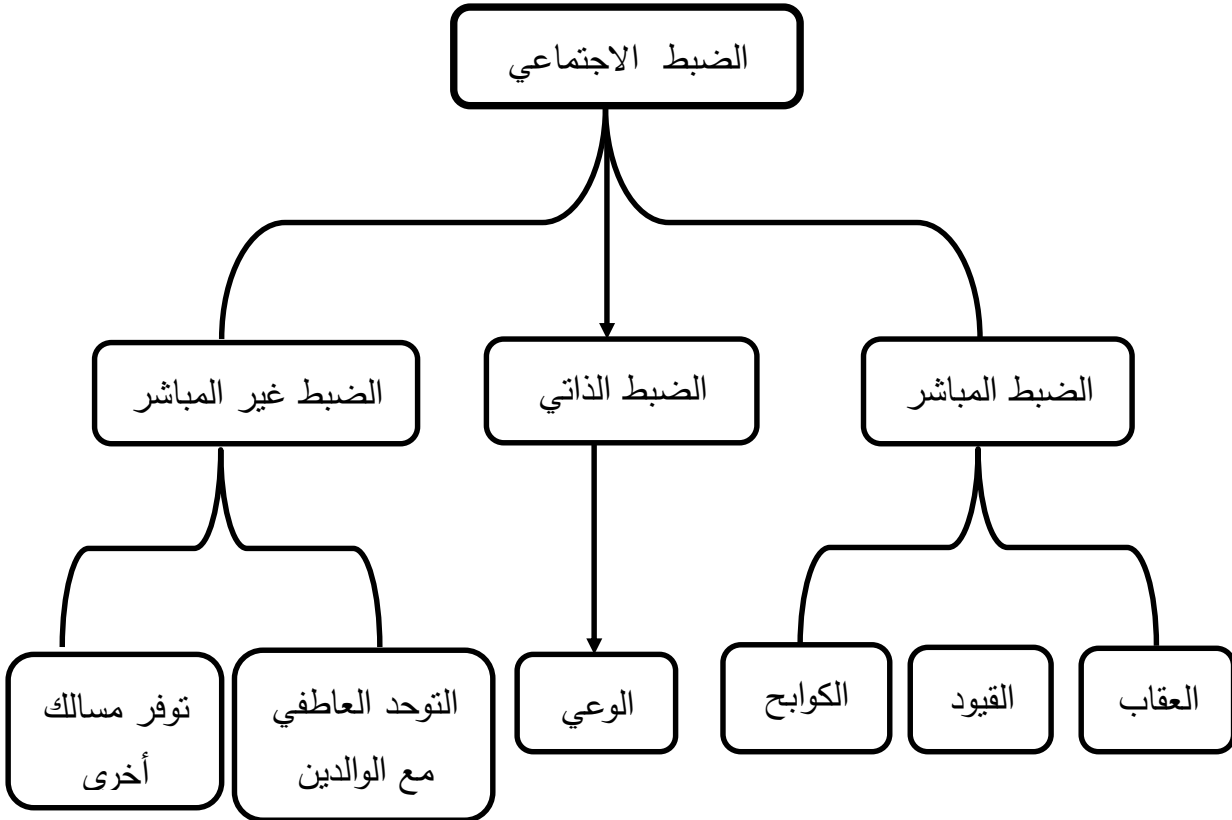 الضبط الاجتماعي
الضبط المباشر
الضبط الذاتي
الضبط غير المباشر
العقاب
القيود
الكوابح
الوعي
التوحد العاطفي
مع الوالدين
توفر مسالك
أخرى